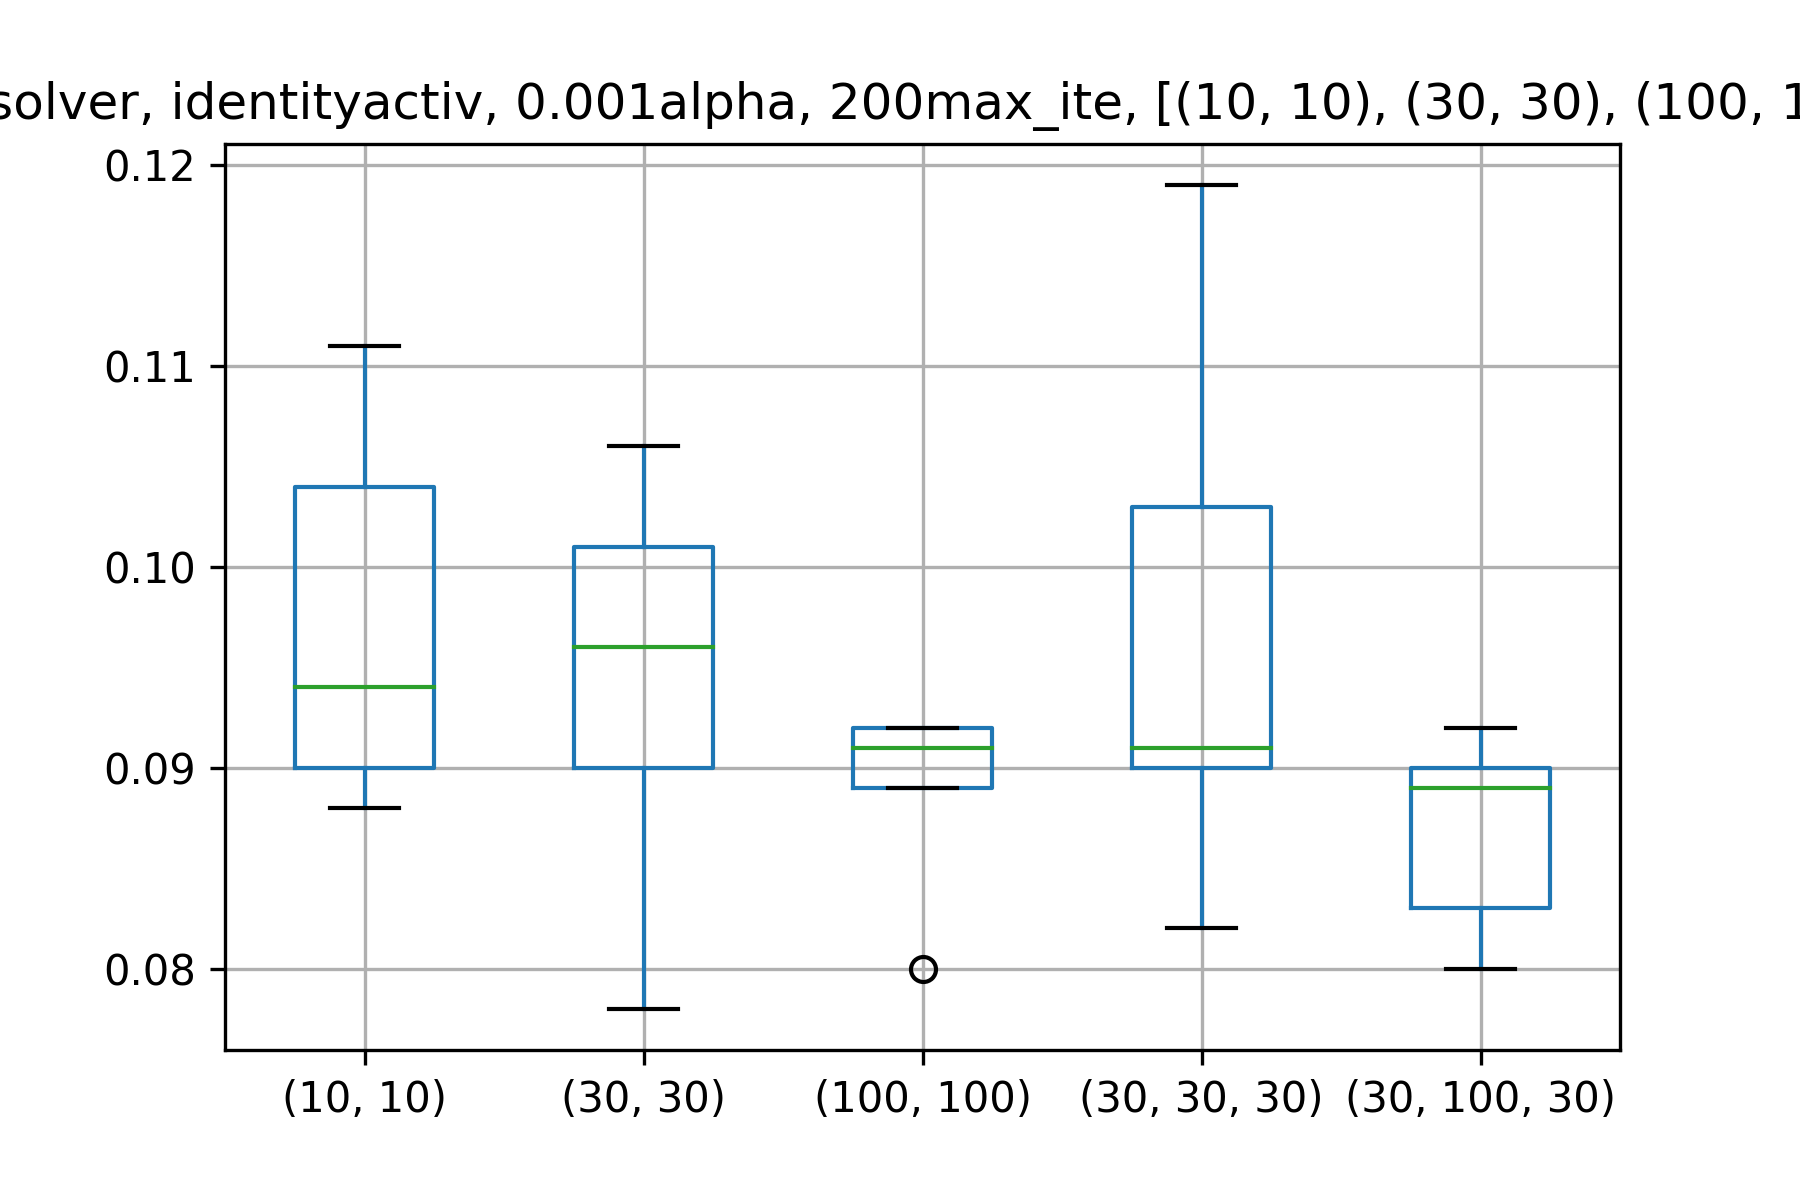 solver, identityactiv, 0.001alpha, 200max_ite, [(10, 10), (30, 30), (100, 1
0.12
0.11
0.10
0.09
0.08
(10, 10) (30, 30) (100, 100) (30, 30, 30) (30, 100, 30)